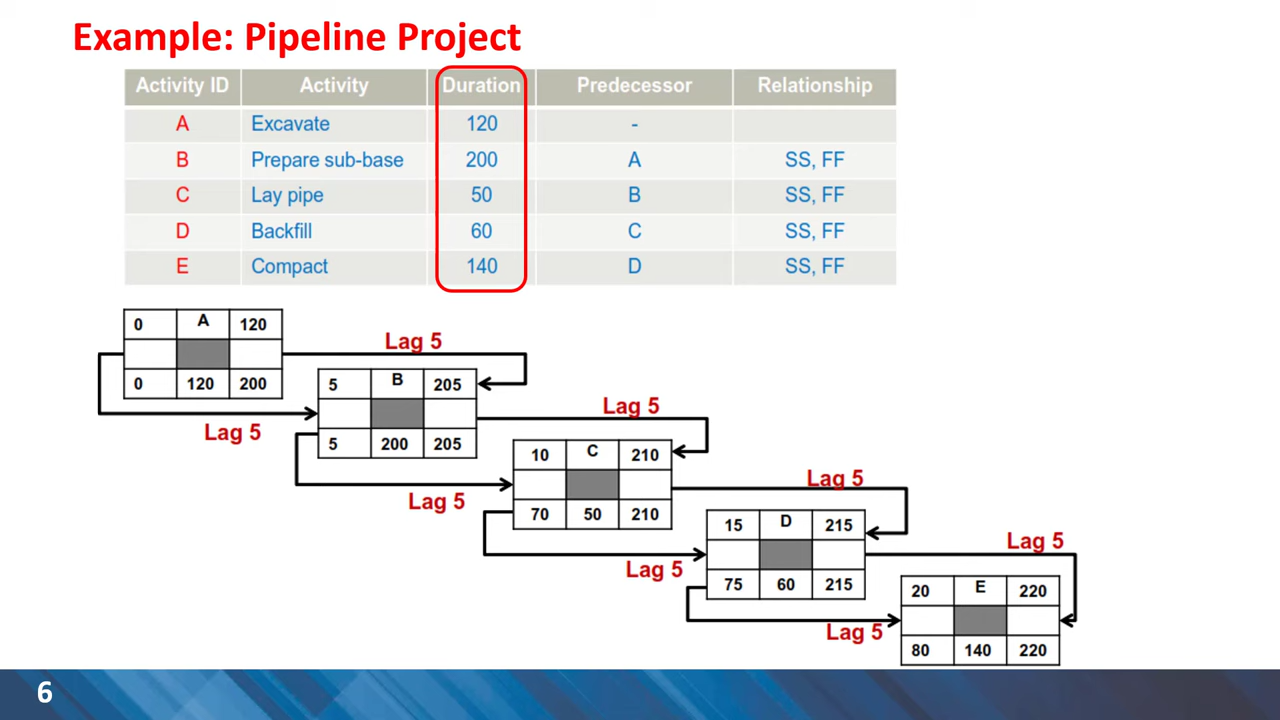 Example: Pipeline Project
Activity ID Activity Duration Predecessor Relationship
A Excavate 120 -
B Prepare sub-base 200 A SS, FF
C Lay pipe 50 B SS, FF
D Backfill 60 C SS, FF
E Compact 140 D SS, FF
0 A 120
0 120 200
Lag 5
Lag 5
5 B 205
5 200 205
Lag 5
Lag 5
10 C 210
70 50 210
Lag 5
Lag 5
15 D 215
75 60 215
Lag 5
Lag 5
20 E 220
80 140 220
6